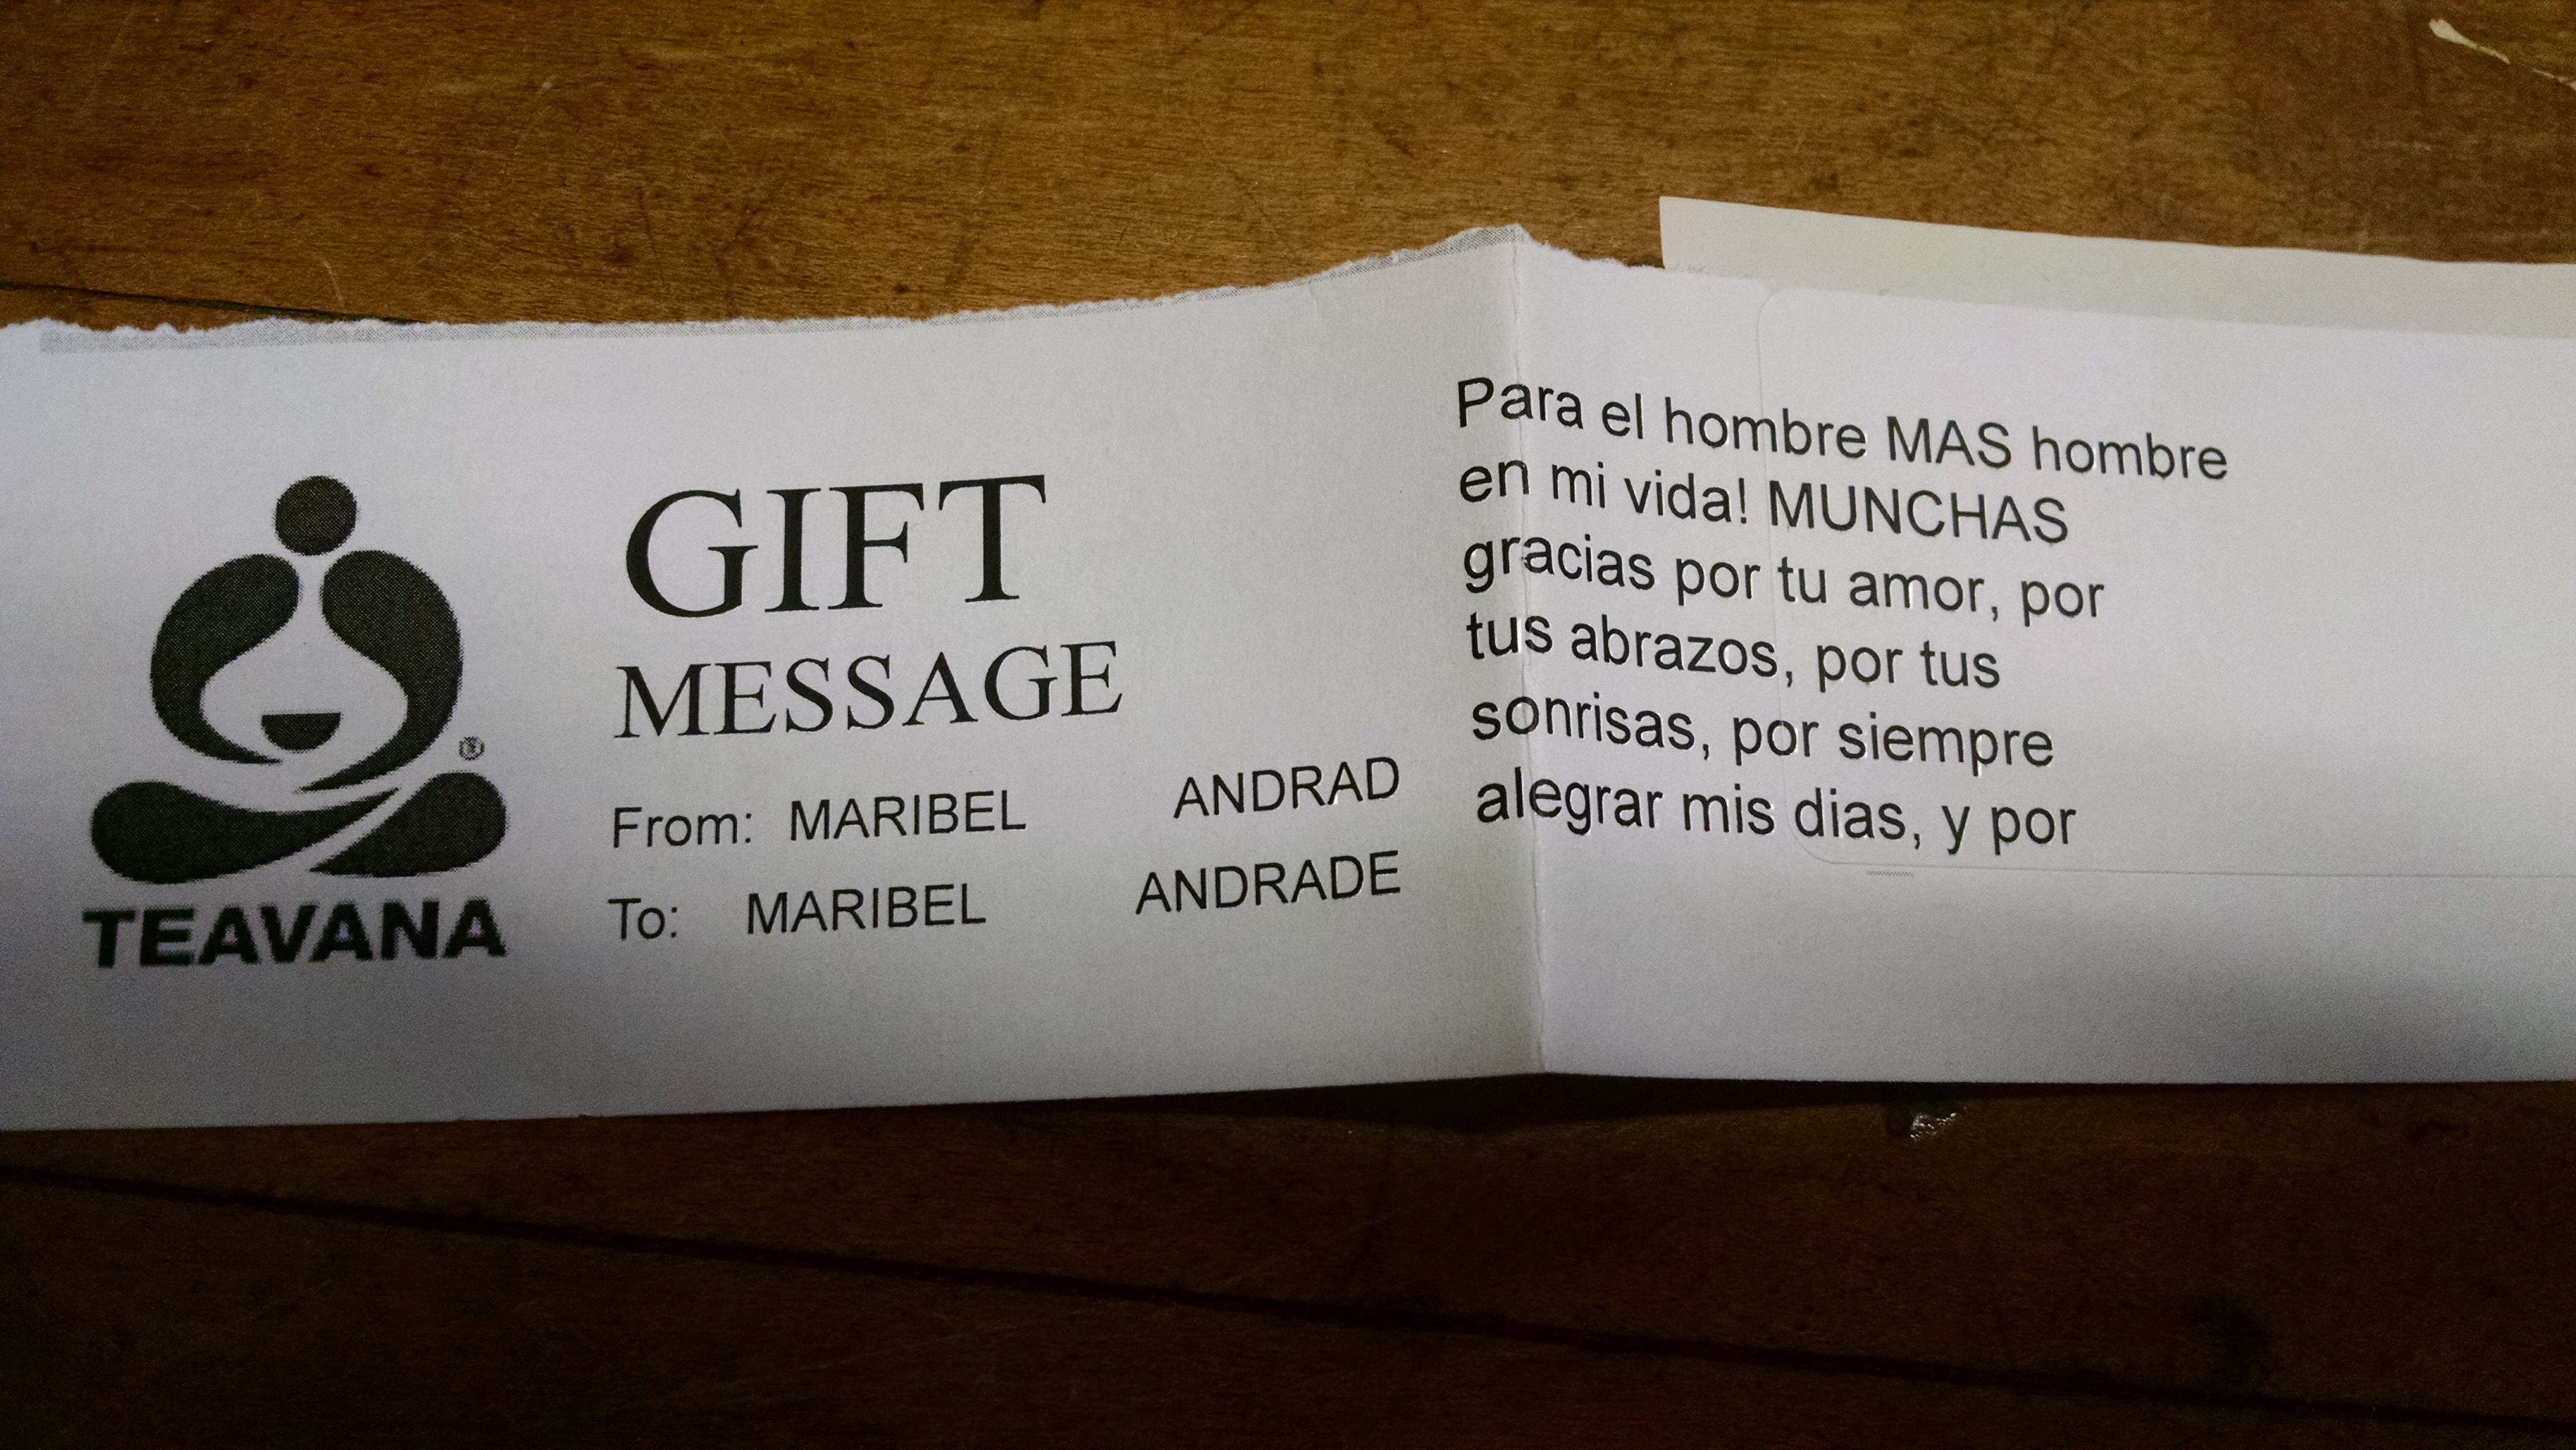 TEAVANA
GIFT
MESSAGE
From: MARIBEL ANDRAD
To: MARIBEL ANDRADE
Para el hombre MAS hombre
en mi vida! MUNCHAS
gracias por tu amor, por
tus abrazos, por tus
sonrisas, por siempre
alegrar mis dias, y por